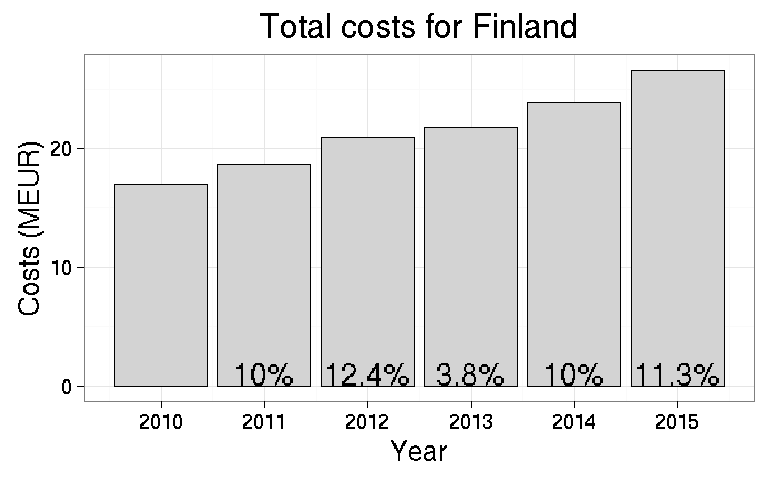 Total costs for Finland
Costs (MEUR)
20
10
0
10% 12.4% 3.8% 10% 11.3%
2010 2011 2012 2013 2014 2015
Year